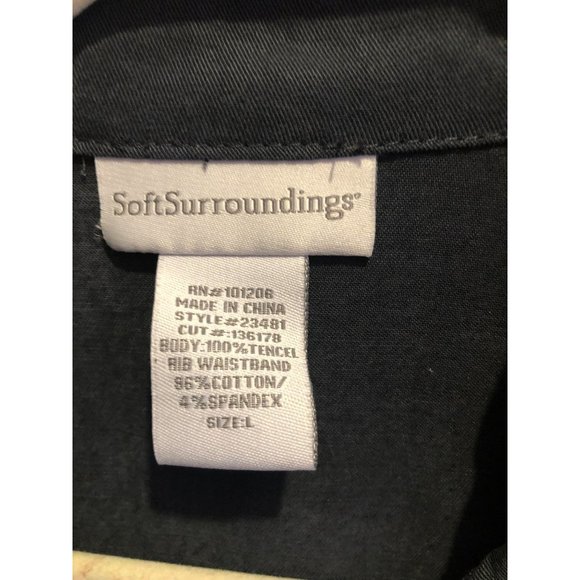 SoftSurroundings®
RN#101206
MADE IN CHINA
STYLE#23481
CUT#:136178
BODY:100%TENCEL
RIB WAISTBAND
96%COTTON/
4%SPANDEX
SIZE:L